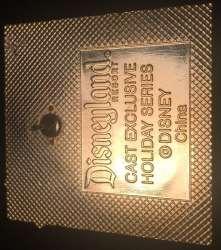 Disneyland
RESORT
CAST EXCLUSIVE
HOLIDAY SERIES
©DISNEY
China